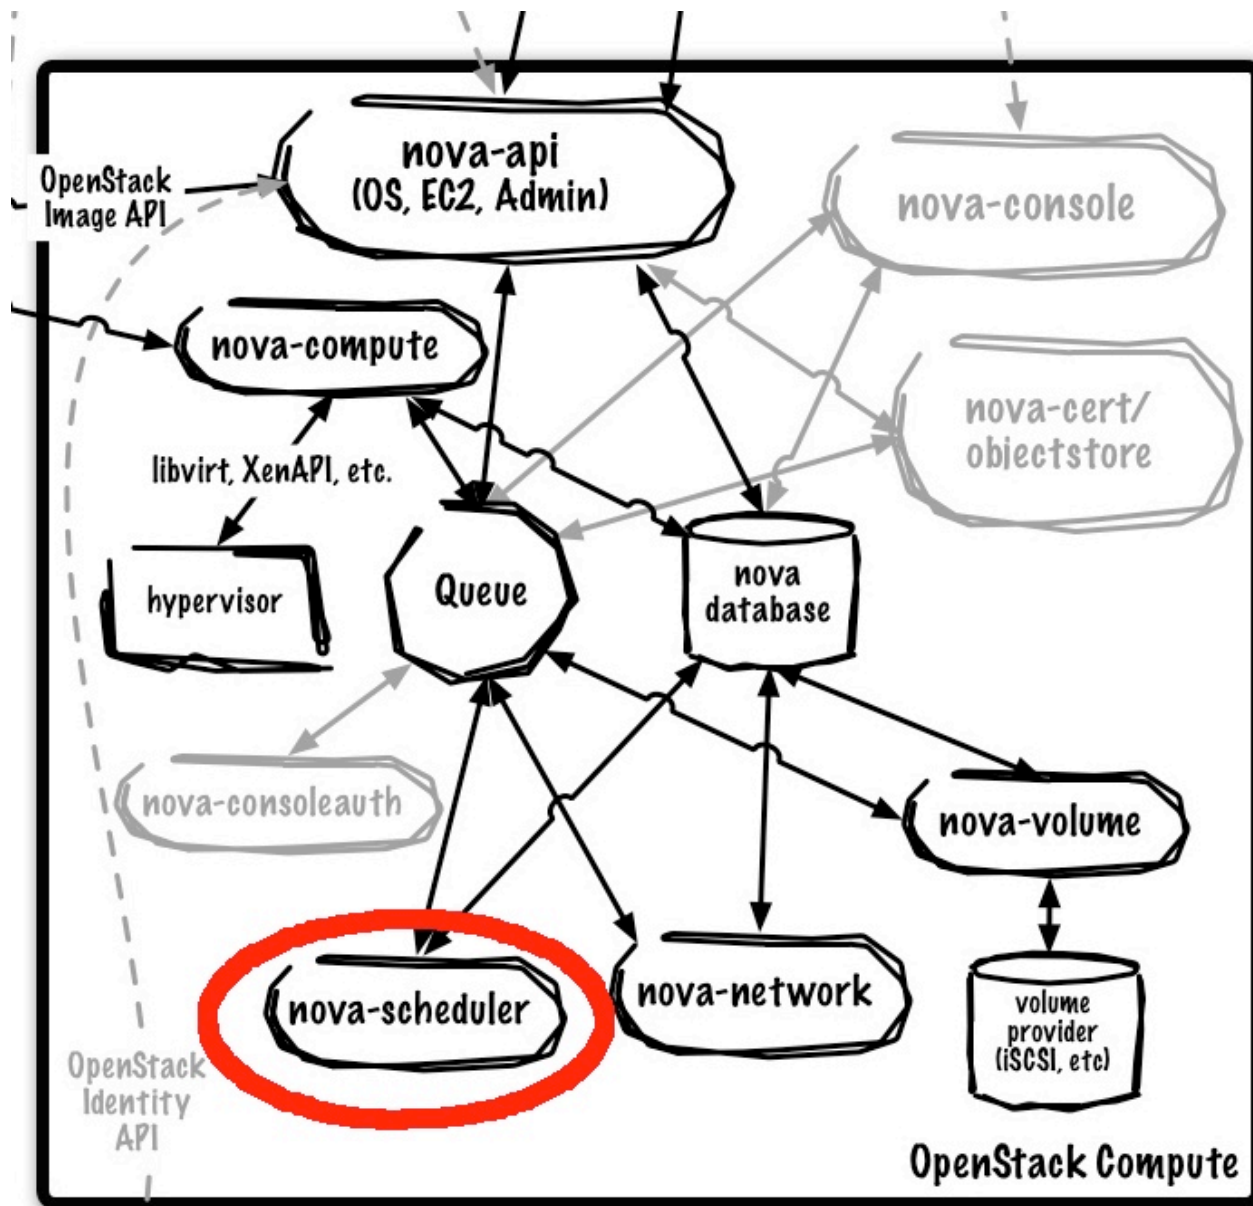 nova-api
(OS, EC2, Admin)
OpenStack
Image API
nova-console
nova-compute
nova-cert/
objectstore
libvirt, XenAPI, etc.
hypervisor
Queue
nova
database
nova-consoleauth
nova-volume
nova-scheduler
nova-network
volume
provider
(iSCSI, etc)
OpenStack
Identity
API
OpenStack Compute